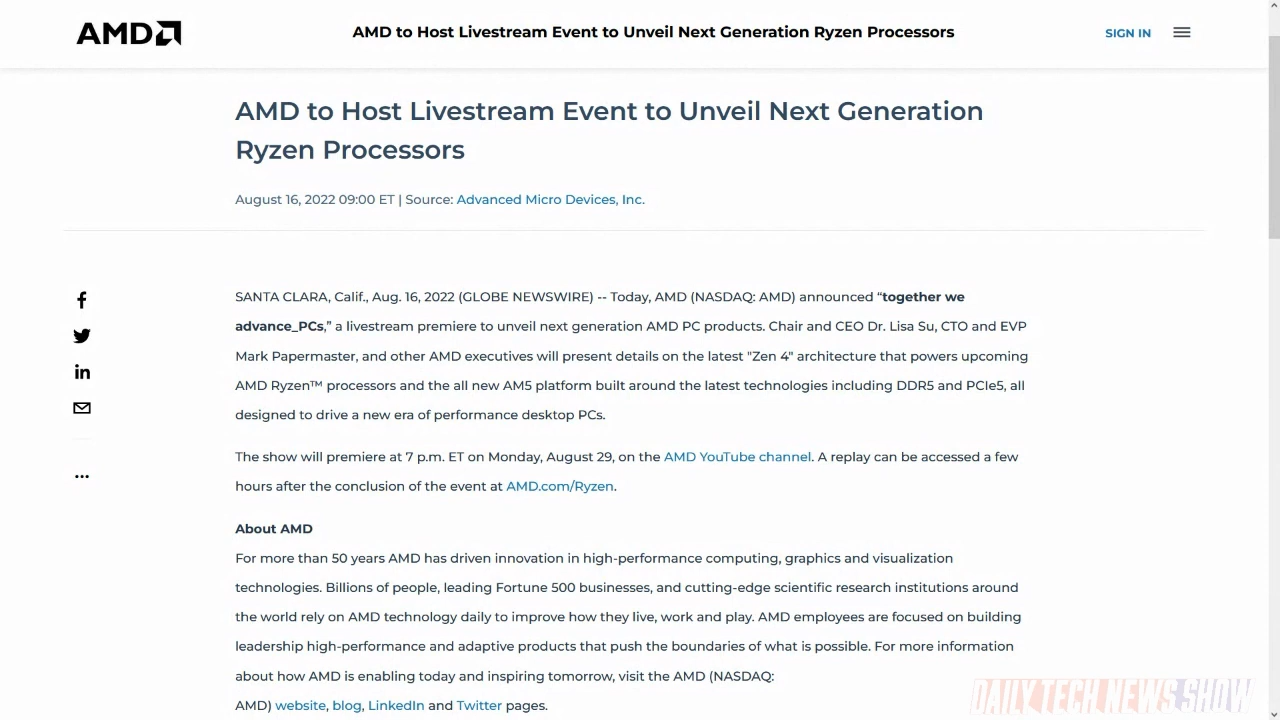 AMD
AMD to Host Livestream Event to Unveil Next Generation Ryzen Processors
SIGN IN
AMD to Host Livestream Event to Unveil Next Generation
Ryzen Processors
August 16, 2022 09:00 ET | Source: Advanced Micro Devices, Inc.
SANTA CLARA, Calif., Aug. 16, 2022 (GLOBE NEWSWIRE) -- Today, AMD (NASDAQ: AMD) announced “together we
advance_PCs,” a livestream premiere to unveil next generation AMD PC products. Chair and CEO Dr. Lisa Su, CTO and EVP
Mark Papermaster, and other AMD executives will present details on the latest "Zen 4" architecture that powers upcoming
AMD Ryzen™ processors and the all new AM5 platform built around the latest technologies including DDR5 and PCIe5, all
designed to drive a new era of performance desktop PCs.
The show will premiere at 7 p.m. ET on Monday, August 29, on the AMD YouTube channel. A replay can be accessed a few
hours after the conclusion of the event at AMD.com/Ryzen.
About AMD
For more than 50 years AMD has driven innovation in high-performance computing, graphics and visualization
technologies. Billions of people, leading Fortune 500 businesses, and cutting-edge scientific research institutions around
the world rely on AMD technology daily to improve how they live, work and play. AMD employees are focused on building
leadership high-performance and adaptive products that push the boundaries of what is possible. For more information
about how AMD is enabling today and inspiring tomorrow, visit the AMD (NASDAQ:
AMD) website, blog, LinkedIn and Twitter pages.
DAILY TECH NEWS SHOW